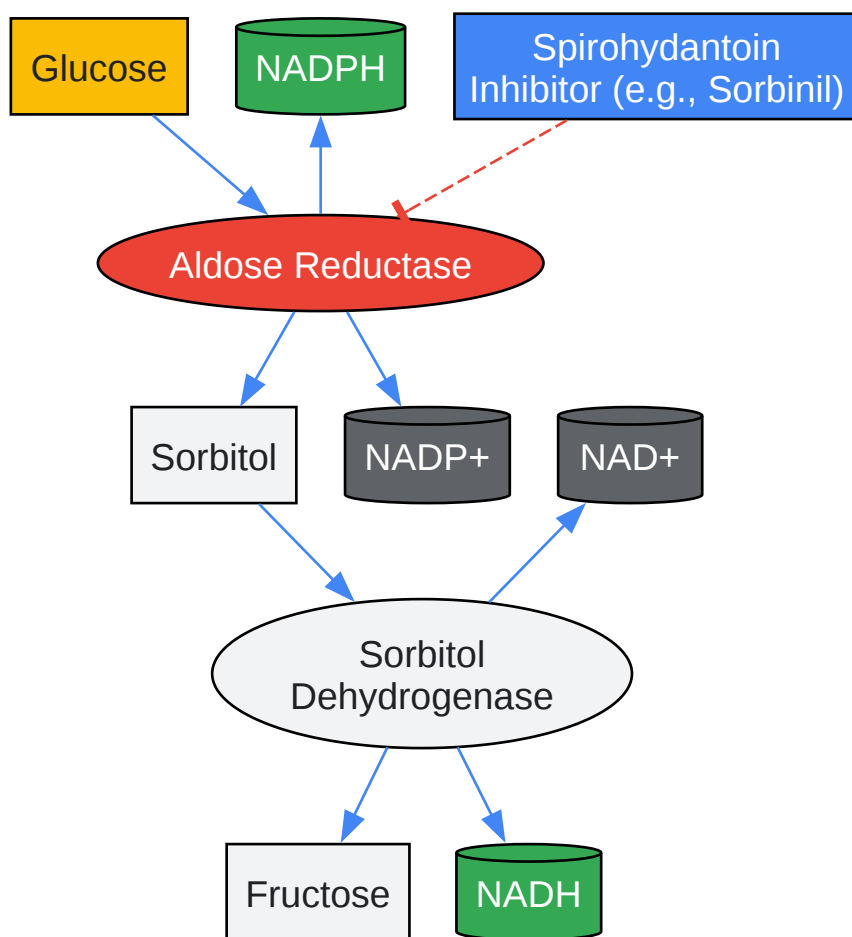 Glucose
NADPH
Spirohydantoin
Inhibitor (e.g., Sorbinil)
Aldose Reductase
Sorbitol
NADP+
NAD+
Sorbitol
Dehydrogenase
Fructose
NADH